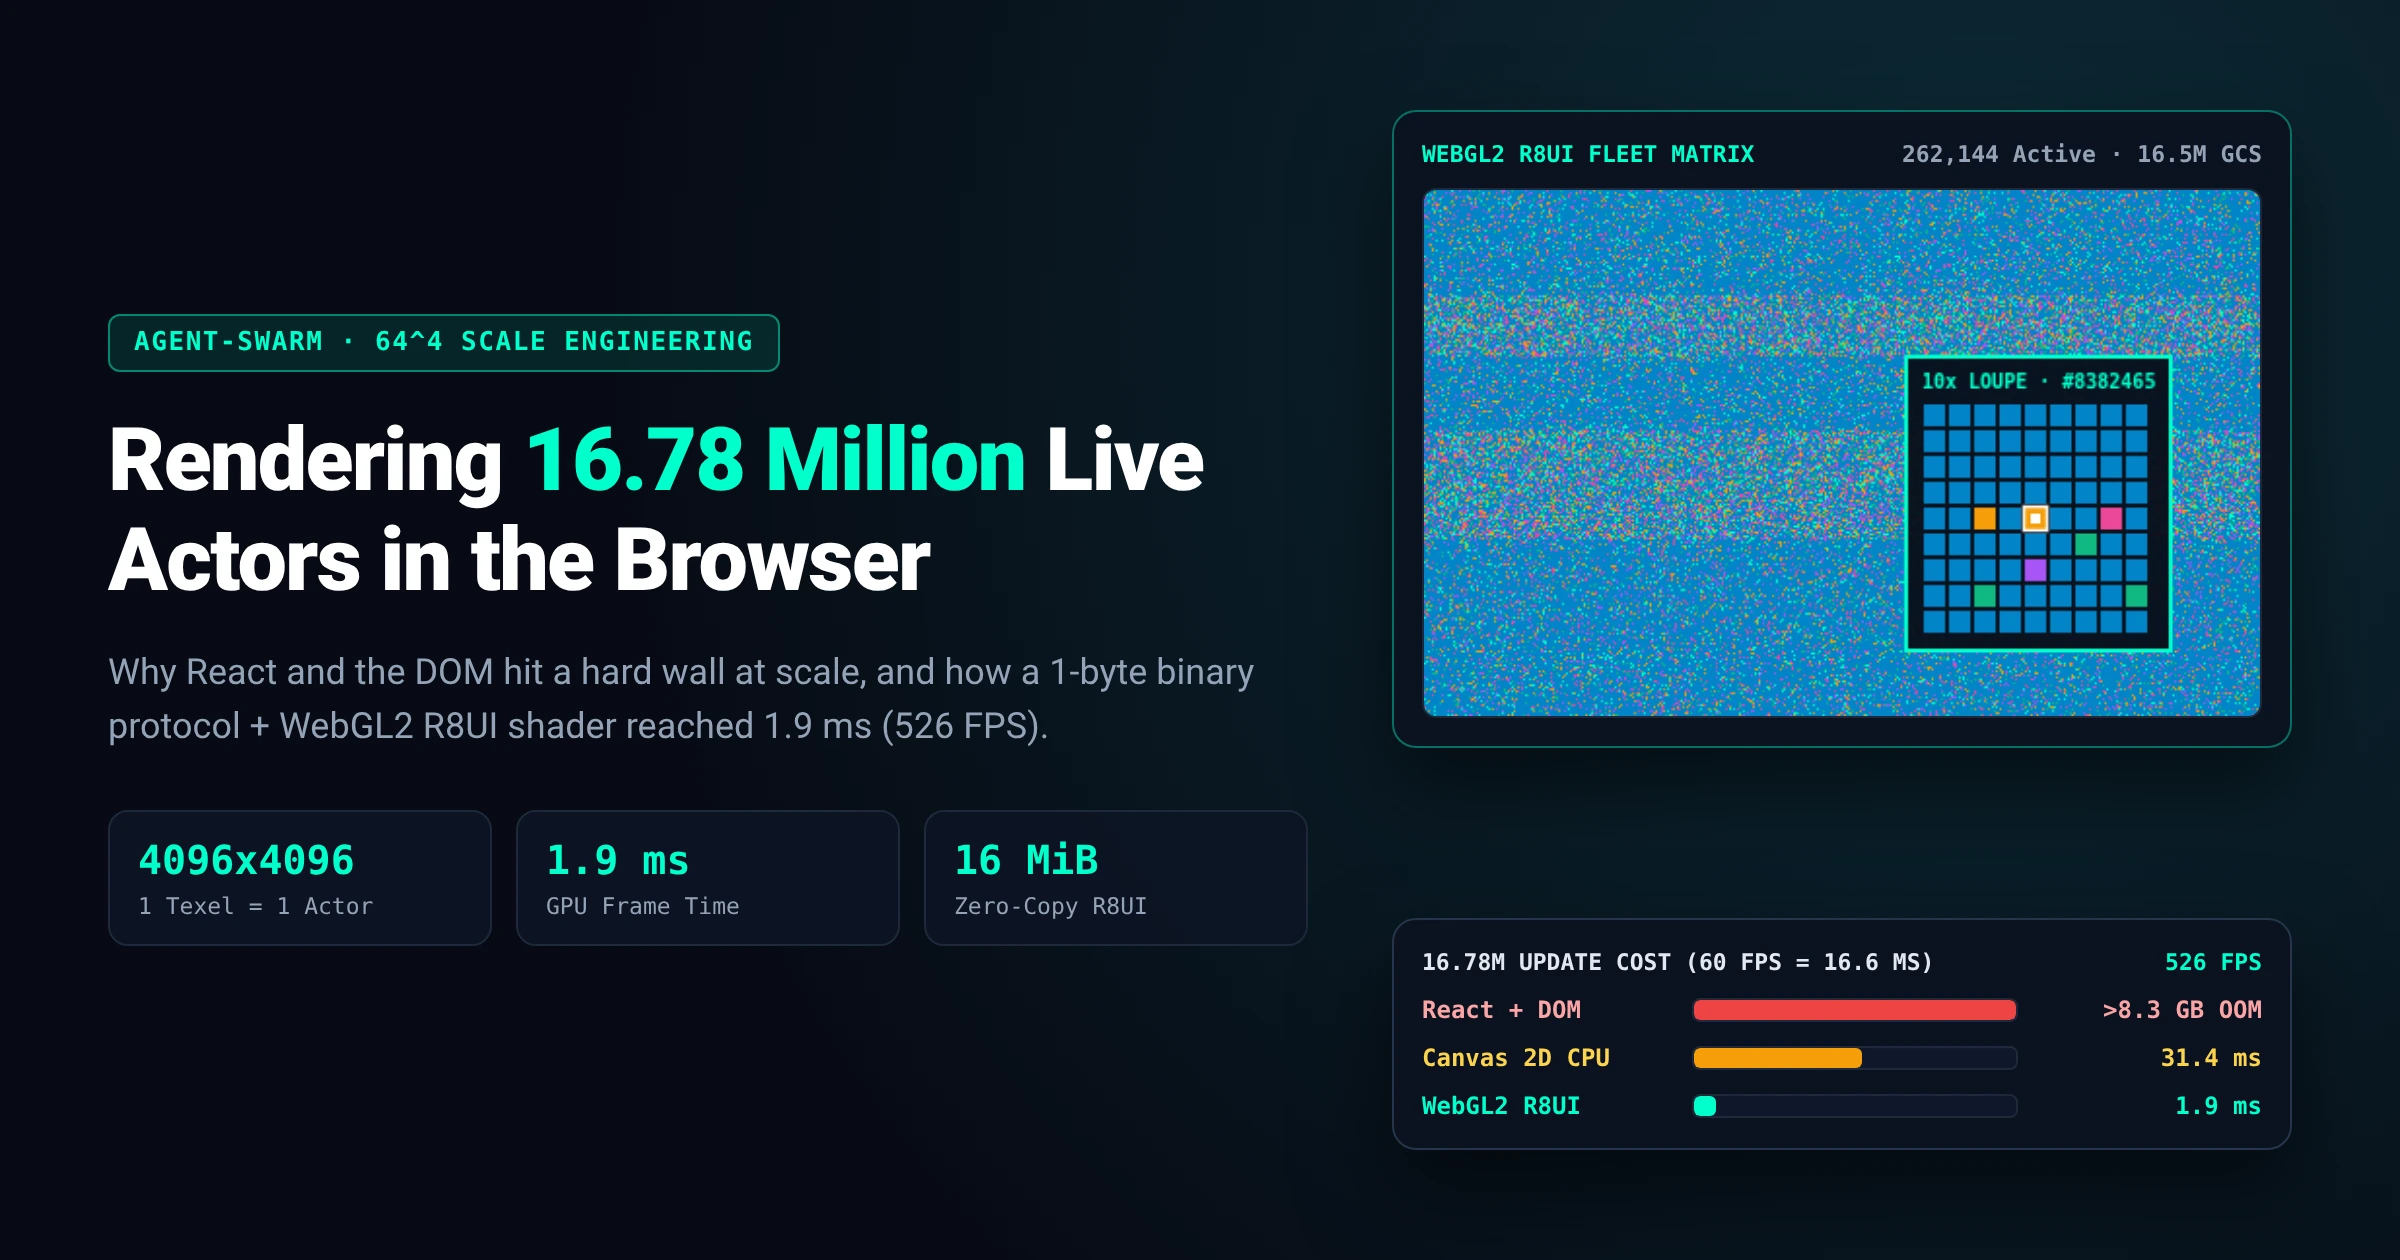 AGENT-SWARM · 64^4 SCALE ENGINEERING
Rendering 16.78 Million Live
Actors in the Browser
Why React and the DOM hit a hard wall at scale, and how a 1-byte binary
protocol + WebGL2 R8UI shader reached 1.9 ms (526 FPS).
4096x4096
1 Texel = 1 Actor
1.9 ms
GPU Frame Time
16 MiB
Zero-Copy R8UI
WEBGL2 R8UI FLEET MATRIX
262,144 Active · 16.5M GCS
10x LOUPE · #8382465
16.78M UPDATE COST (60 FPS = 16.6 MS)
526 FPS
React + DOM
>8.3 GB OOM
Canvas 2D CPU
31.4 ms
WebGL2 R8UI
1.9 ms